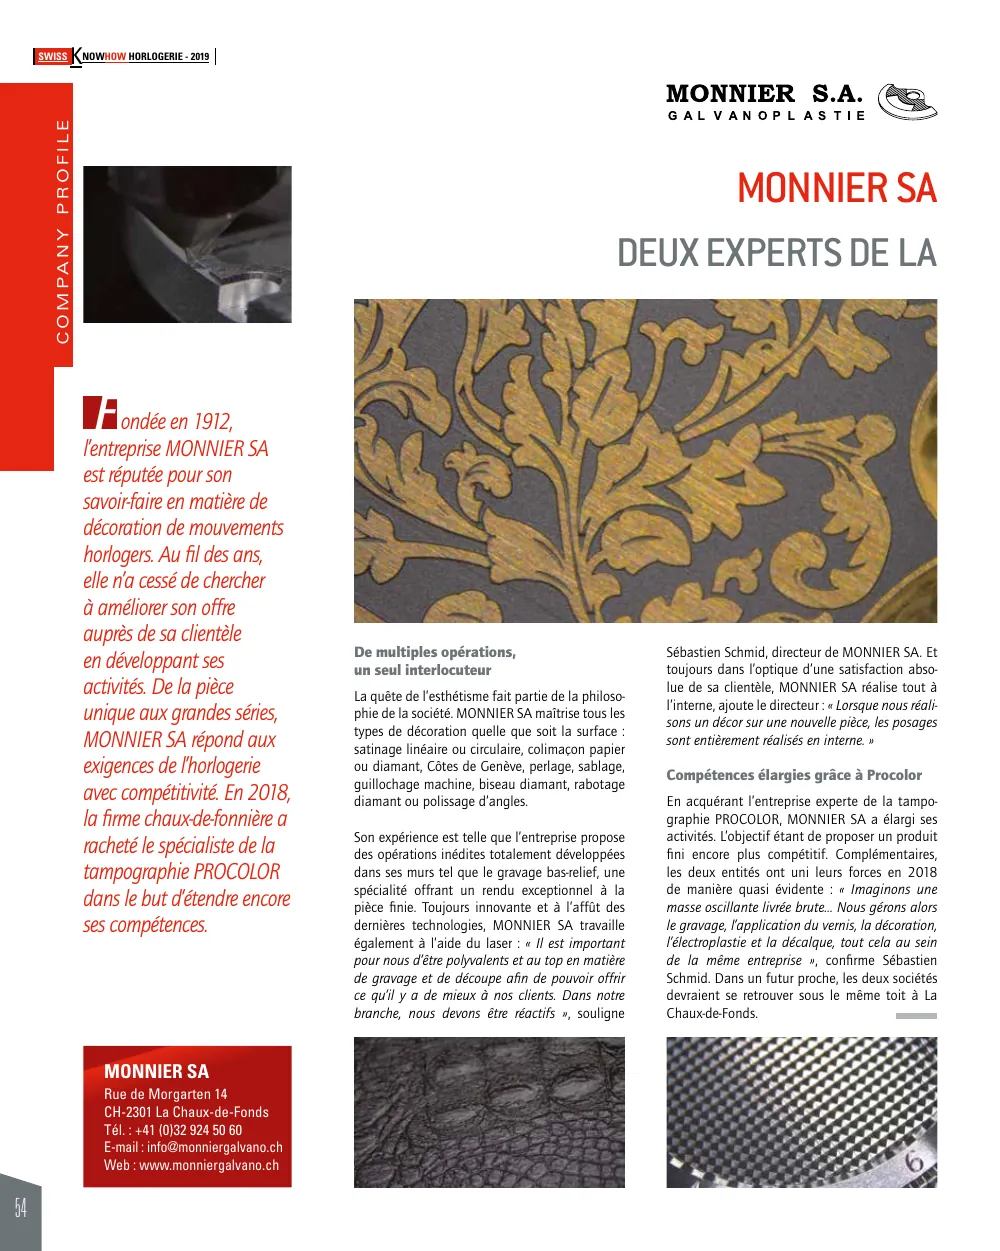 SWISS KNOWHOW HORLOGERIE - 2019
COMPANY PROFILE
MONNIER S.A.
GALVANOPLASTIE
MONNIER SA
DEUX EXPERTS DE LA
Fondée en 1912,
l'entreprise MONNIER SA
est réputée pour son
savoir-faire en matière de
décoration de mouvements
horlogers. Au fil des ans,
elle n'a cessé de chercher
à améliorer son offre
auprès de sa clientèle
en développant ses
activités. De la pièce
unique aux grandes séries,
MONNIER SA répond aux
exigences de l'horlogerie
avec compétitivité. En 2018,
la firme chaux-de-fonnière a
racheté le spécialiste de la
tampographie PROCOLOR
dans le but d'étendre encore
ses compétences.
De multiples opérations,
un seul interlocuteur
La quête de l'esthétisme fait partie de la philoso-
phie de la société. MONNIER SA maîtrise tous les
types de décoration quelle que soit la surface :
satinage linéaire ou circulaire, colimaçon papier
ou diamant, Côtes de Genève, perlage, sablage,
guillochage machine, biseau diamant, rabotage
diamant ou polissage d'angles.
Son expérience est telle que l'entreprise propose
des opérations inédites totalement développées
dans ses murs tel que le gravage bas-relief, une
spécialité offrant un rendu exceptionnel à la
pièce finie. Toujours innovante et à l'affût des
dernières technologies, MONNIER SA travaille
également à l'aide du laser : « Il est important
pour nous d'être polyvalents et au top en matière
de gravage et de découpe afin de pouvoir offrir
ce qu'il y a de mieux à nos clients. Dans notre
branche, nous devons être réactifs », souligne
Sébastien Schmid, directeur de MONNIER SA. Et
toujours dans l'optique d'une satisfaction abso-
lue de sa clientèle, MONNIER SA réalise tout à
l'interne, ajoute le directeur : « Lorsque nous réali-
sons un décor sur une nouvelle pièce, les posages
sont entièrement réalisés en interne. »
Compétences élargies grâce à Procolor
En acquérant l'entreprise experte de la tampo-
graphie PROCOLOR, MONNIER SA a élargi ses
activités. L'objectif étant de proposer un produit
fini encore plus compétitif. Complémentaires,
les deux entités ont uni leurs forces en 2018
de manière quasi évidente : « Imaginons une
masse oscillante livrée brute... Nous gérons alors
le gravage, l'application du vernis, la décoration,
l'électroplastie et la décalque, tout cela au sein
de la même entreprise », confirme Sébastien
Schmid. Dans un futur proche, les deux sociétés
devraient se retrouver sous le même toit à La
Chaux-de-Fonds.
MONNIER SA
Rue de Morgarten 14
CH-2301 La Chaux-de-Fonds
Tél. : +41 (0)32 924 50 60
E-mail : info@monniergalvano.ch
Web : www.monniergalvano.ch
6
54